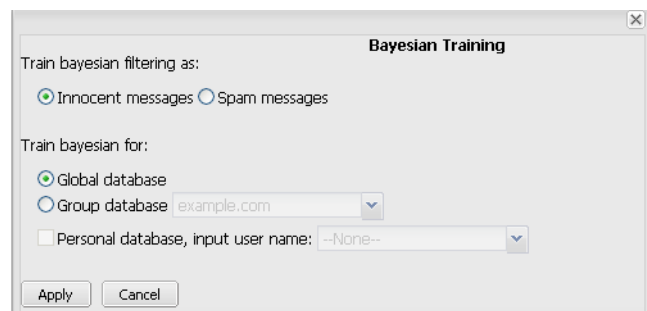 Bayesian Training
Train bayesian filtering as:
Innocent messages Spam messages
Train bayesian for:
Global database
Group database example.com
Personal database, input user name: --None--
Apply Cancel